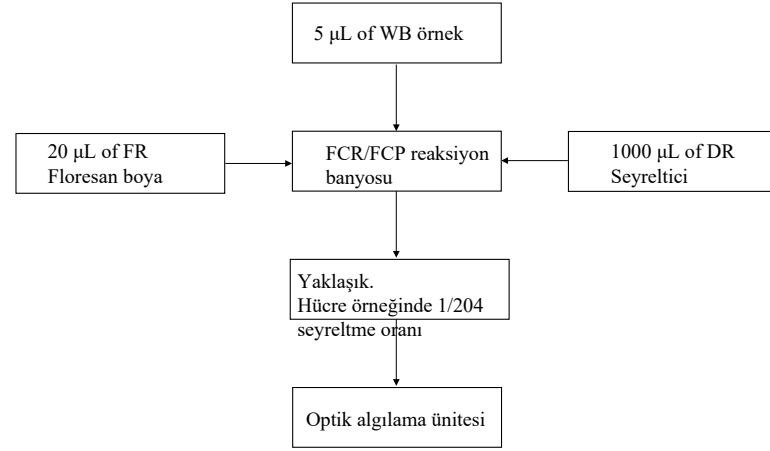 5 μL of WB örnek
20 μL of FR
Floresan boya
FCR/FCP reaksiyon
banyosu
1000 μL of DR
Seyreltici
Yaklaşık.
Hücre örneğinde 1/204
seyreltme oranı
Optik algılama ünitesi